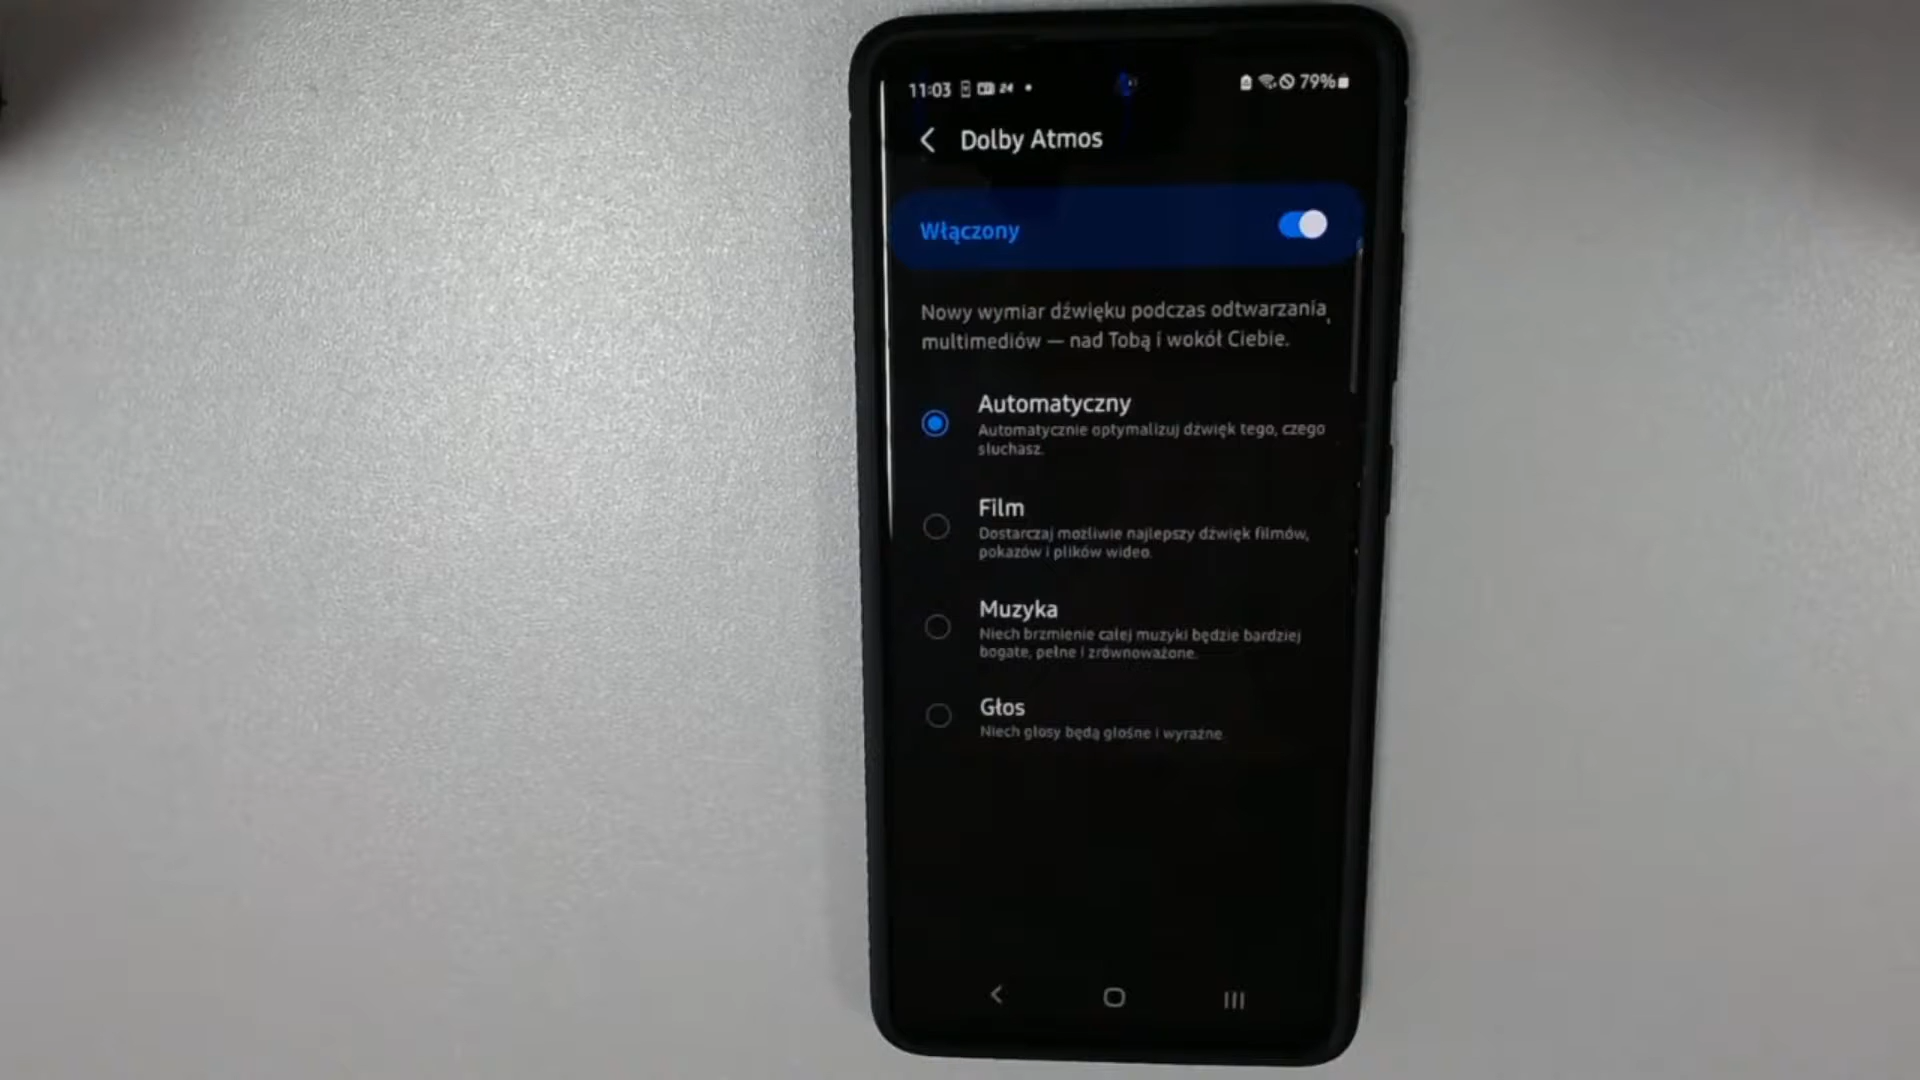 11:03 24 79%
Dolby Atmos
Włączony
Nowy wymiar dźwięku podczas odtwarzania
multimediów — nad Tobą i wokół Ciebie.
Automatyczny
Automatycznie optymalizuj dźwięk tego, czego
słuchasz.
Film
Dostarczaj możliwie najlepszy dźwięk filmów,
pokazów i plików wideo.
Muzyka
Niech brzmienie całej muzyki będzie bardziej
bogate, pełne i zrównoważone.
Głos
Niech głosy będą głośne i wyraźne.